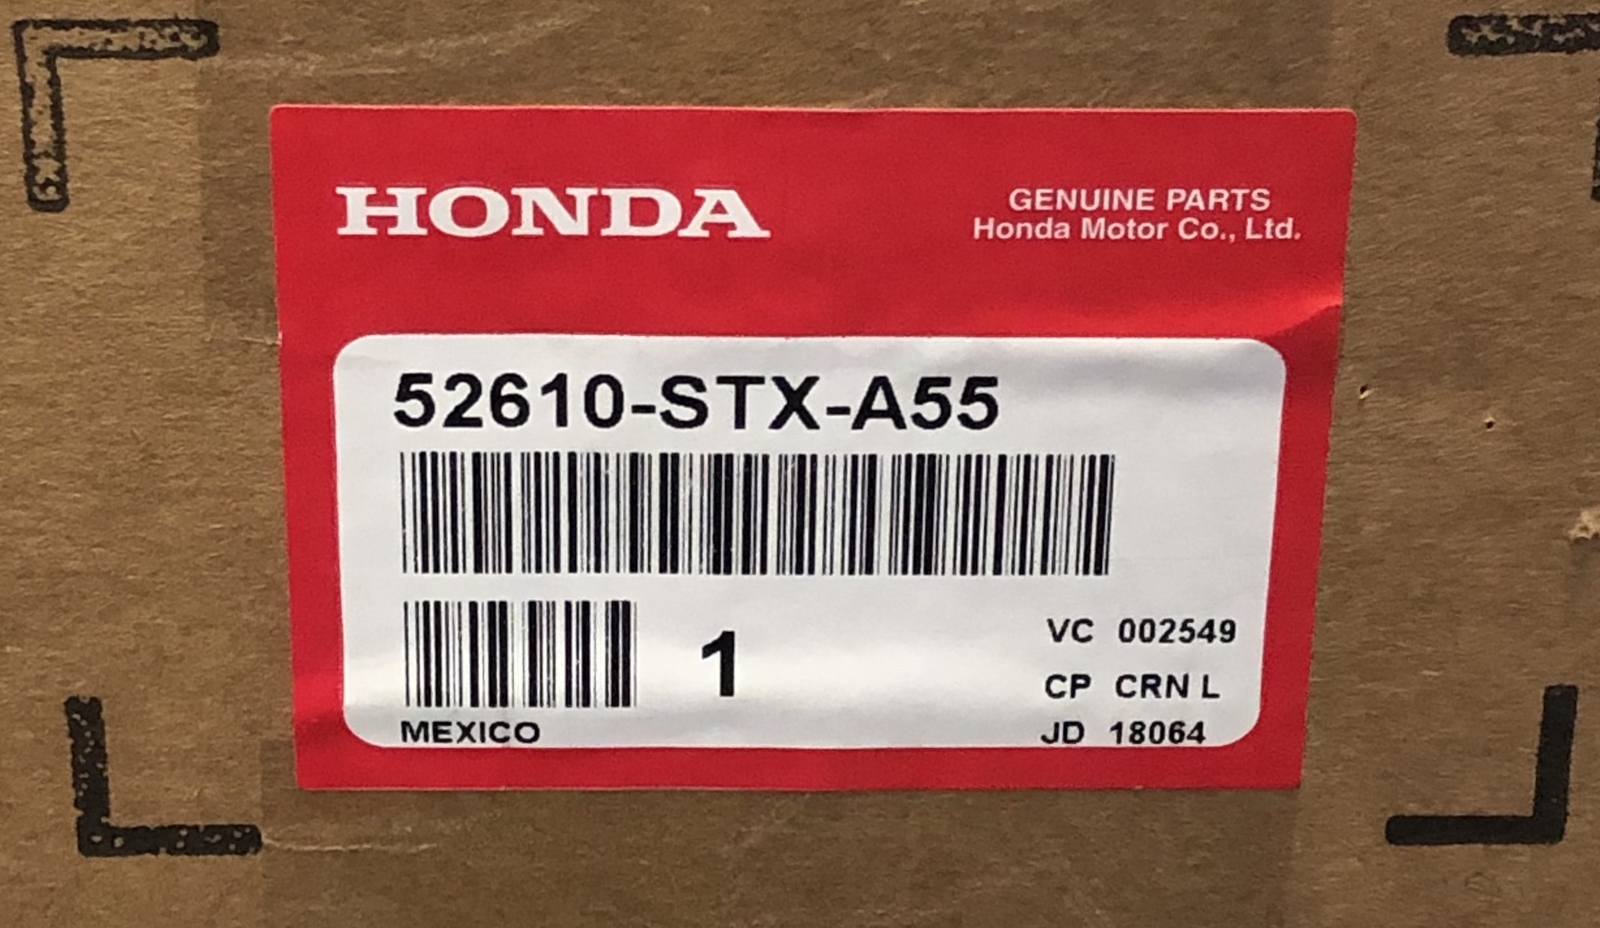 HONDA
GENUINE PARTS
Honda Motor Co., Ltd.
52610-STX-A55
1
VC 002549
CP CRN L
MEXICO
JD 18064